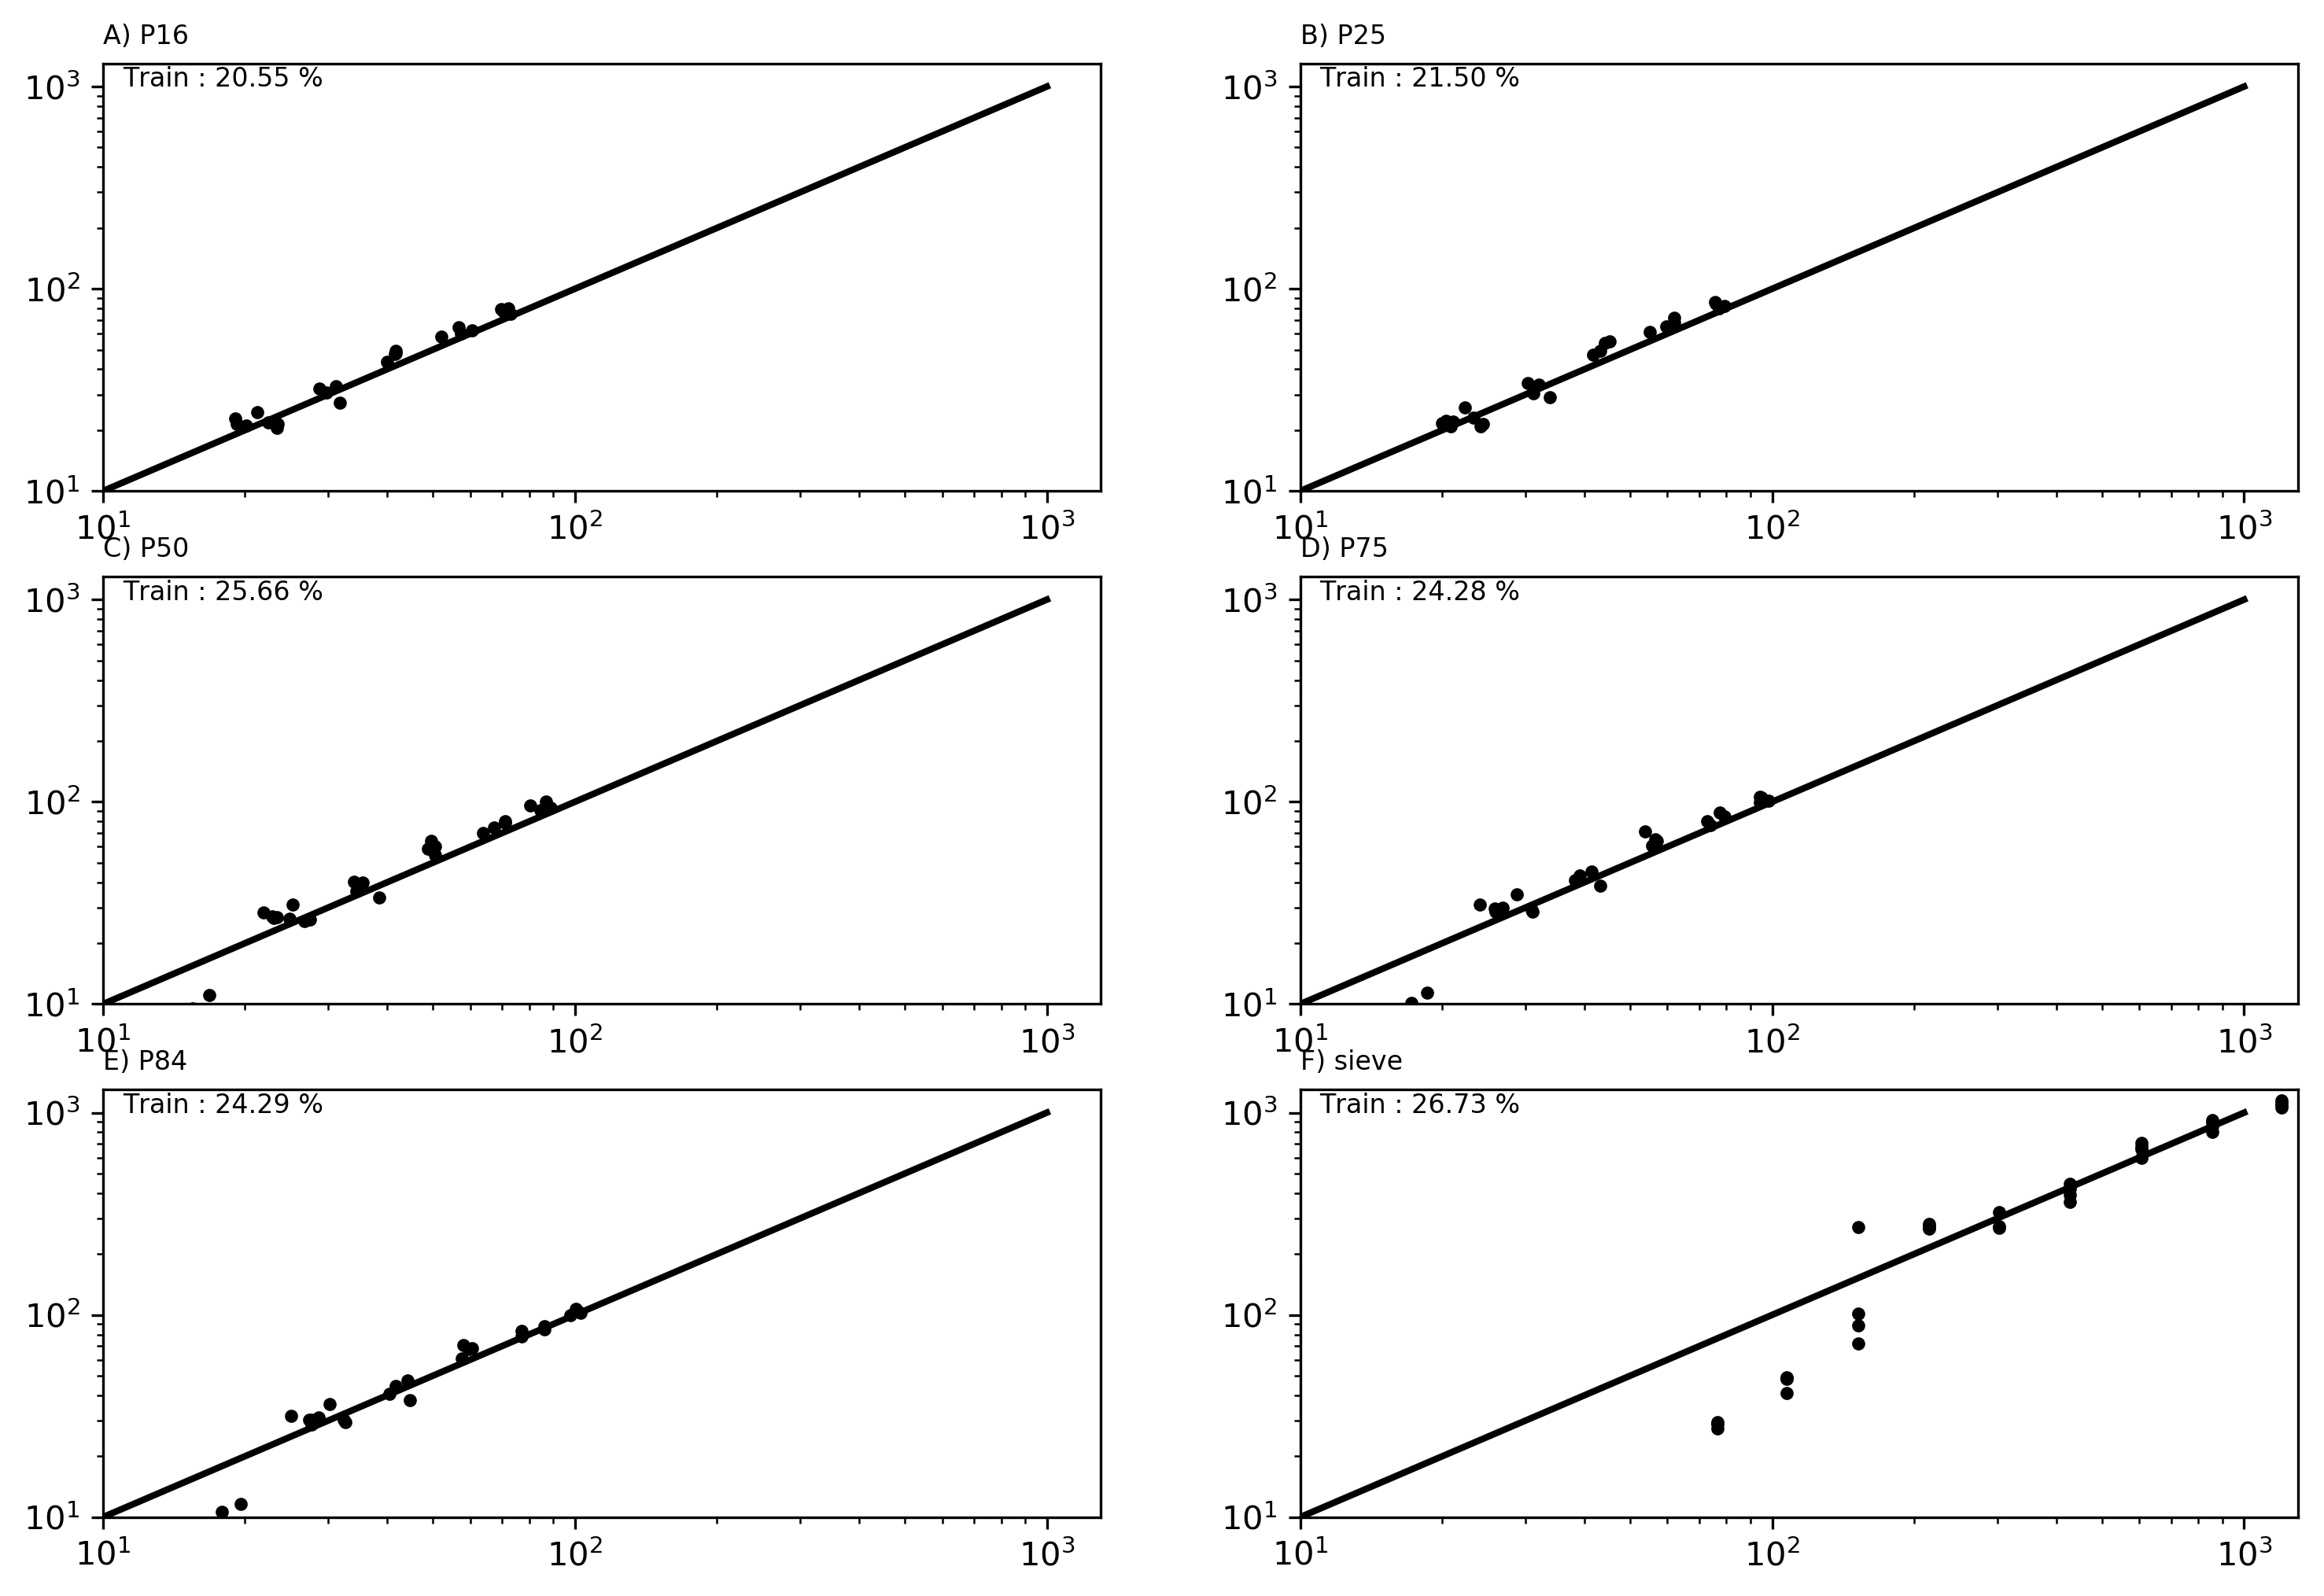 A) P16
Train : 20.55 %
10³
10²
10¹
10¹ 10² 10³
B) P25
Train : 21.50 %
10³
10²
10¹
10¹ 10² 10³
C) P50
Train : 25.66 %
10³
10²
10¹
10¹ 10² 10³
D) P75
Train : 24.28 %
10³
10²
10¹
10¹ 10² 10³
E) P84
Train : 24.29 %
10³
10²
10¹
10¹ 10² 10³
F) sieve
Train : 26.73 %
10³
10²
10¹
10¹ 10² 10³